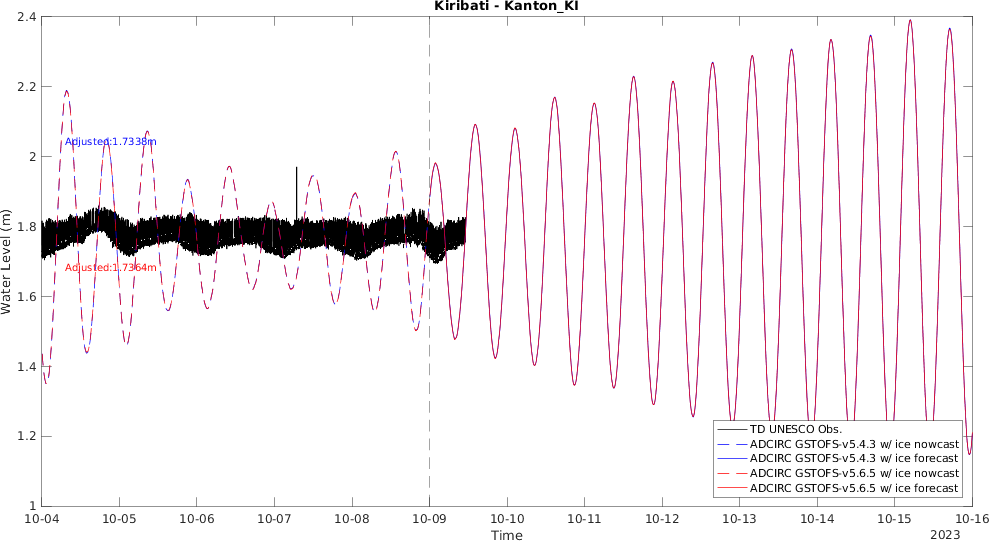 Kiribati - Kanton_KI
2.4
2.2
2
1.8
1.6
1.4
1.2
1
Water Level (m)
Adjusted:1.7338m
Adjusted:1.7364m
TD UNESCO Obs.
ADCIRC GSTOFS-v5.4.3 w/ ice nowcast
ADCIRC GSTOFS-v5.4.3 w/ ice forecast
ADCIRC GSTOFS-v5.6.5 w/ ice nowcast
ADCIRC GSTOFS-v5.6.5 w/ ice forecast
10-04 10-05 10-06 10-07 10-08 10-09 10-10 10-11 10-12 10-13 10-14 10-15 10-16
Time
2023